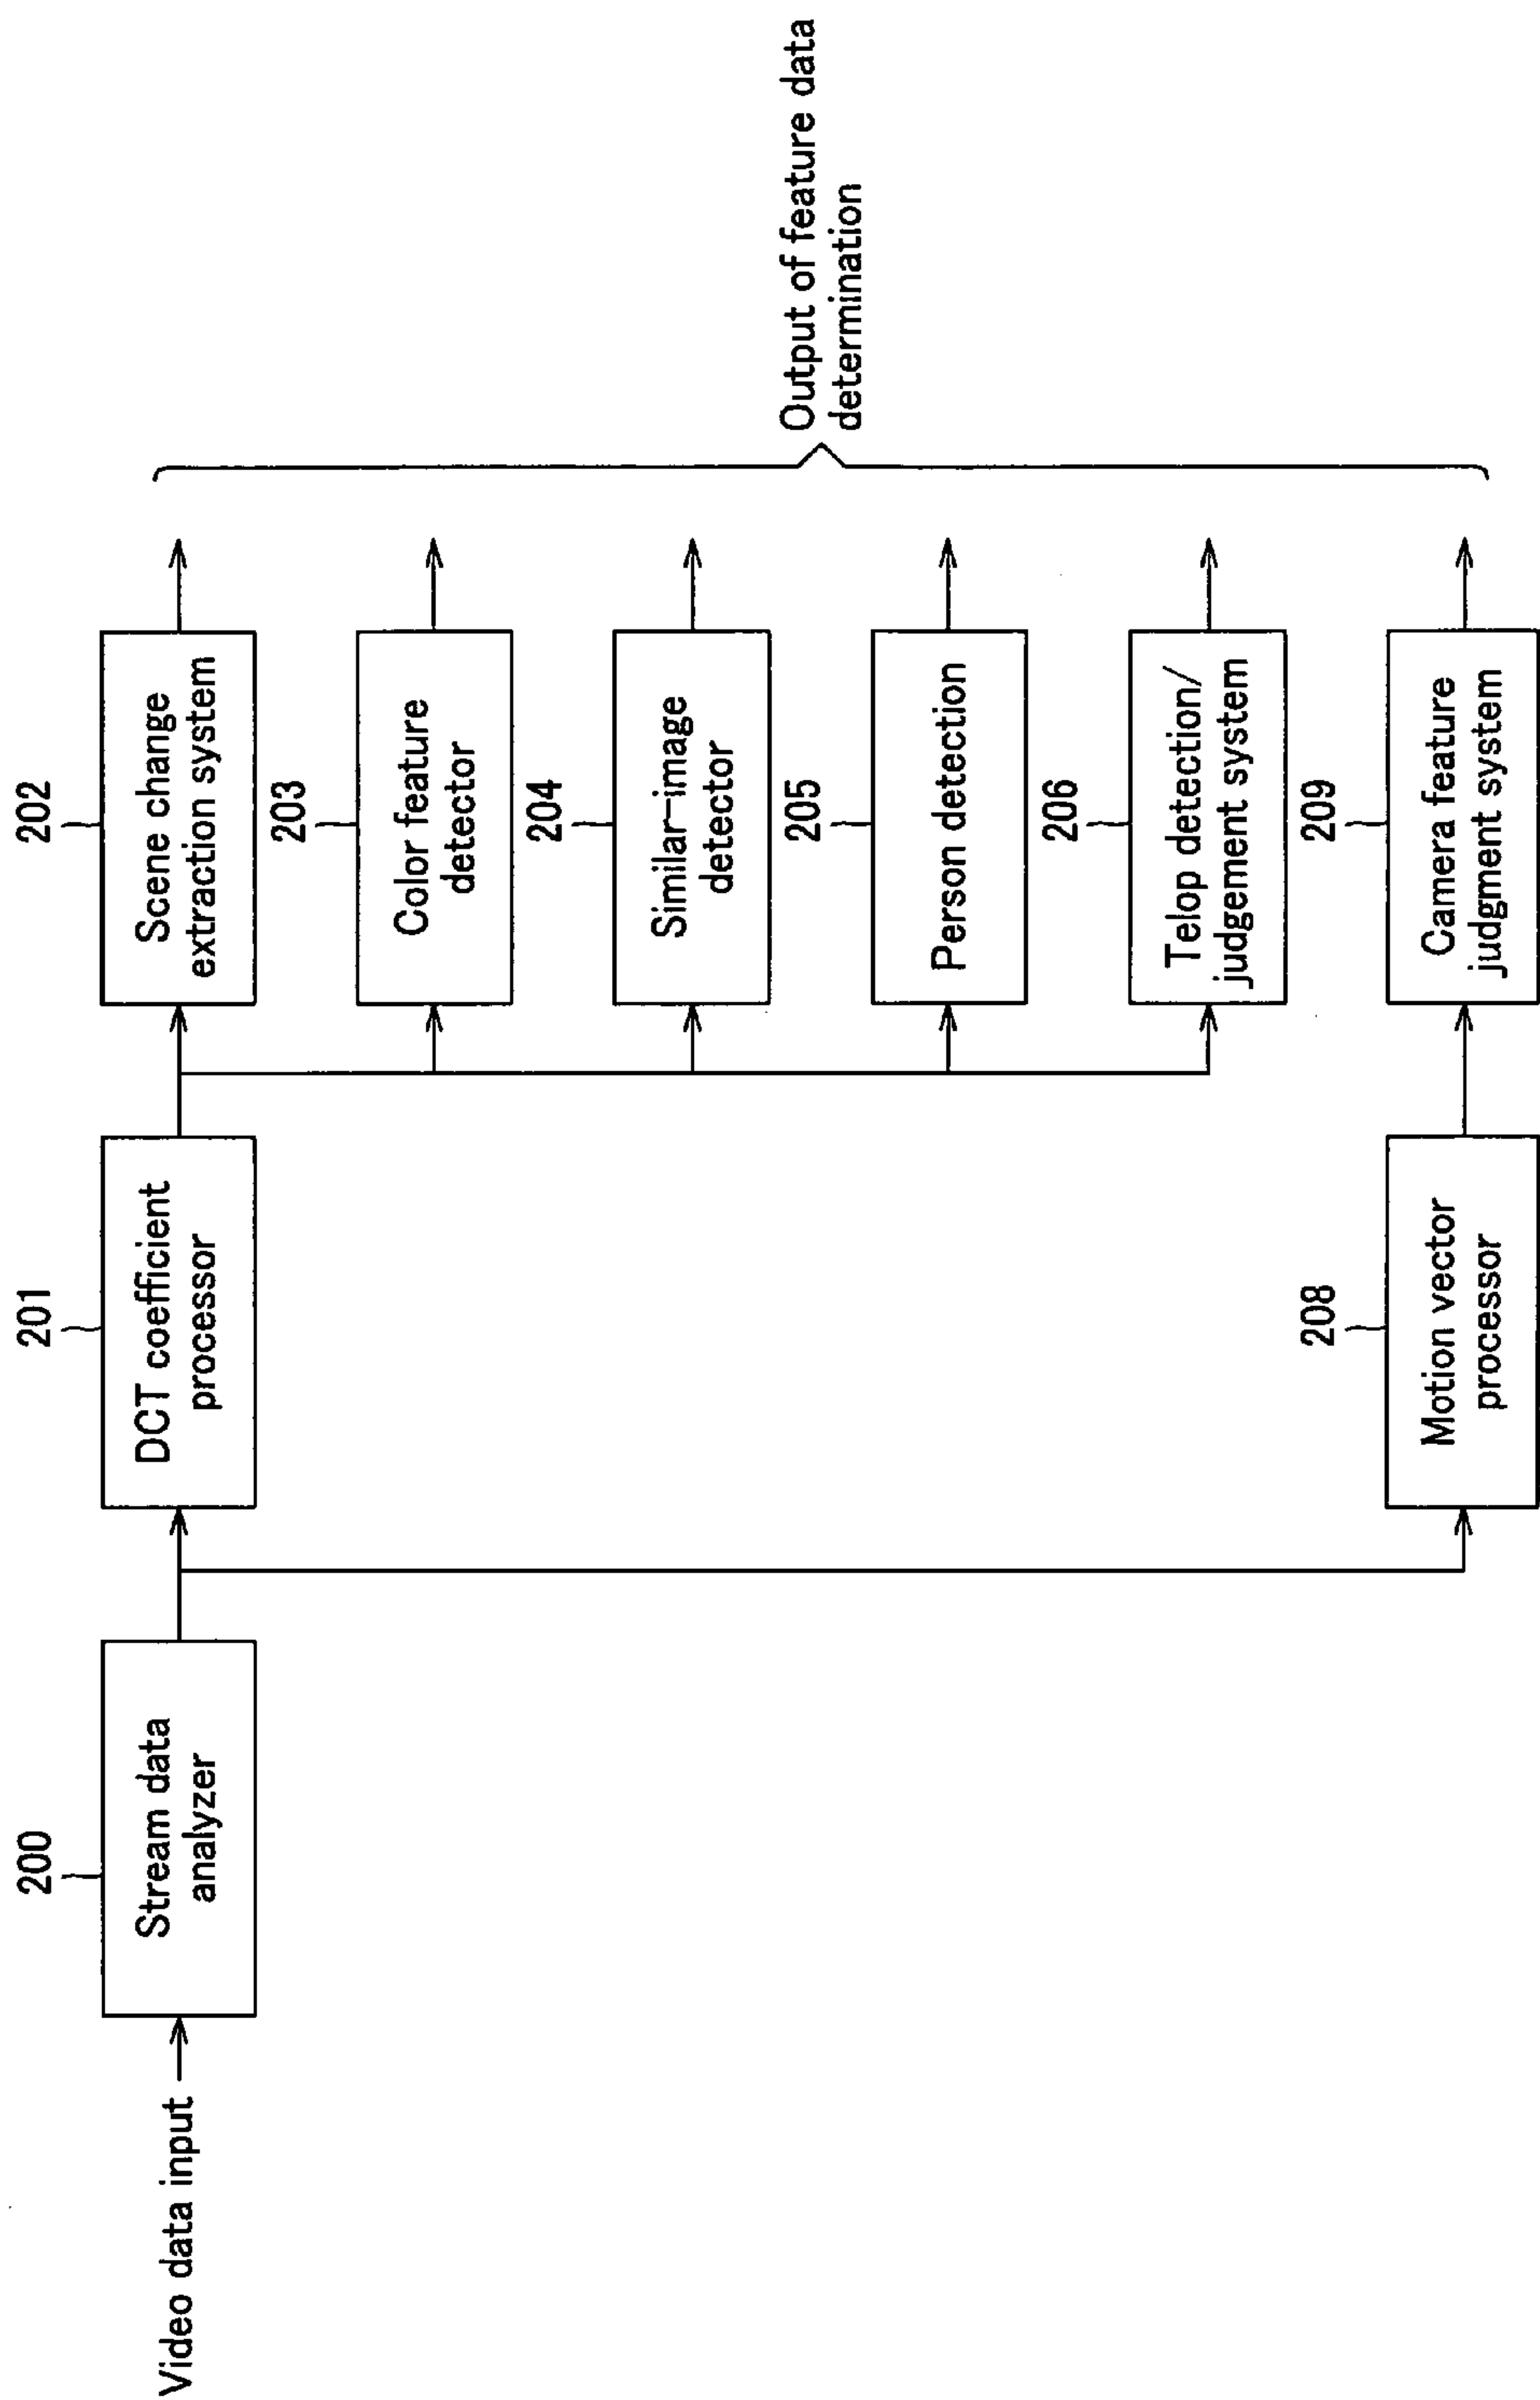 Video data input
200
Stream data
analyzer
201
DCT coefficient
processor
202
Scene change
extraction system
203
Color feature
detector
204
Similar-image
detector
205
Person detection
206
Telop detection/
judgement system
208
Motion vector
processor
209
Camera feature
judgment system
Output of feature data
determination